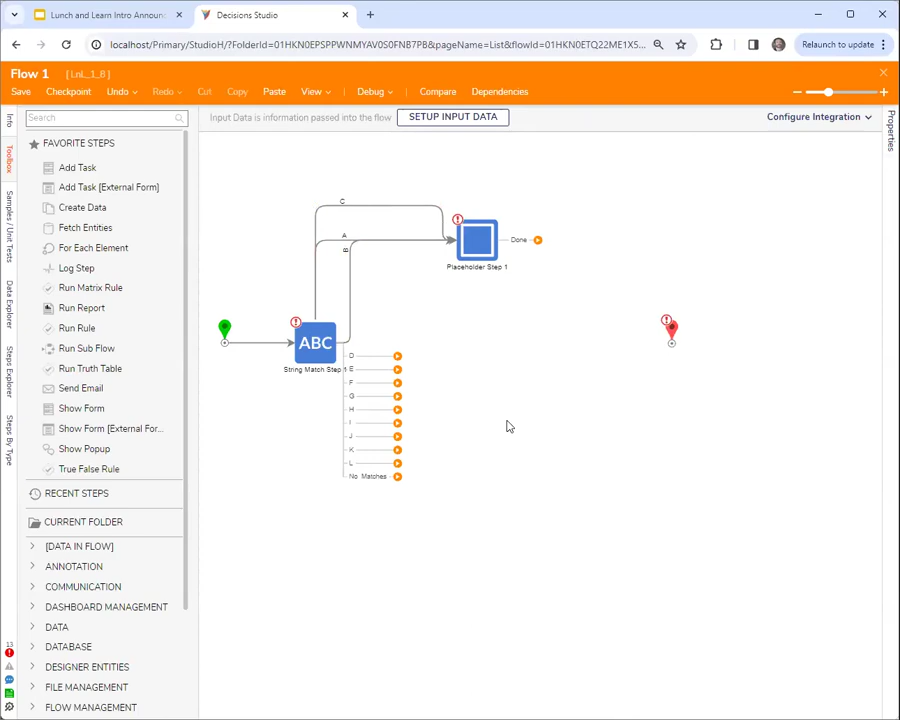 Lunch and Learn Intro Announc
Decisions Studio
localhost/Primary/StudioH/?FolderId=01HKN0EPSPPWNMYAV0S0FNB7PB&pageName=List&flowId=01HKN0ETQ22ME1X5...
Relaunch to update
Flow 1 [LnL_1_8]
Save Checkpoint Undo Redo Cut Copy Paste View Debug Compare Dependencies
Info
Toolbox
Samples / Unit Tests
Data Explorer
Steps Explorer
Steps By Type
13
Search
FAVORITE STEPS
Add Task
Add Task [External Form]
Create Data
Fetch Entities
For Each Element
Log Step
Run Matrix Rule
Run Report
Run Rule
Run Sub Flow
Run Truth Table
Send Email
Show Form
Show Form [External For...
Show Popup
True False Rule
RECENT STEPS
CURRENT FOLDER
[DATA IN FLOW]
ANNOTATION
COMMUNICATION
DASHBOARD MANAGEMENT
DATA
DATABASE
DESIGNER ENTITIES
FILE MANAGEMENT
FLOW MANAGEMENT
Input Data is information passed into the flow SETUP INPUT DATA
Configure Integration
Properties
C
A
B
Done
Placeholder Step 1
ABC
String Match Step 1
D
E
F
G
H
I
J
K
L
No Matches